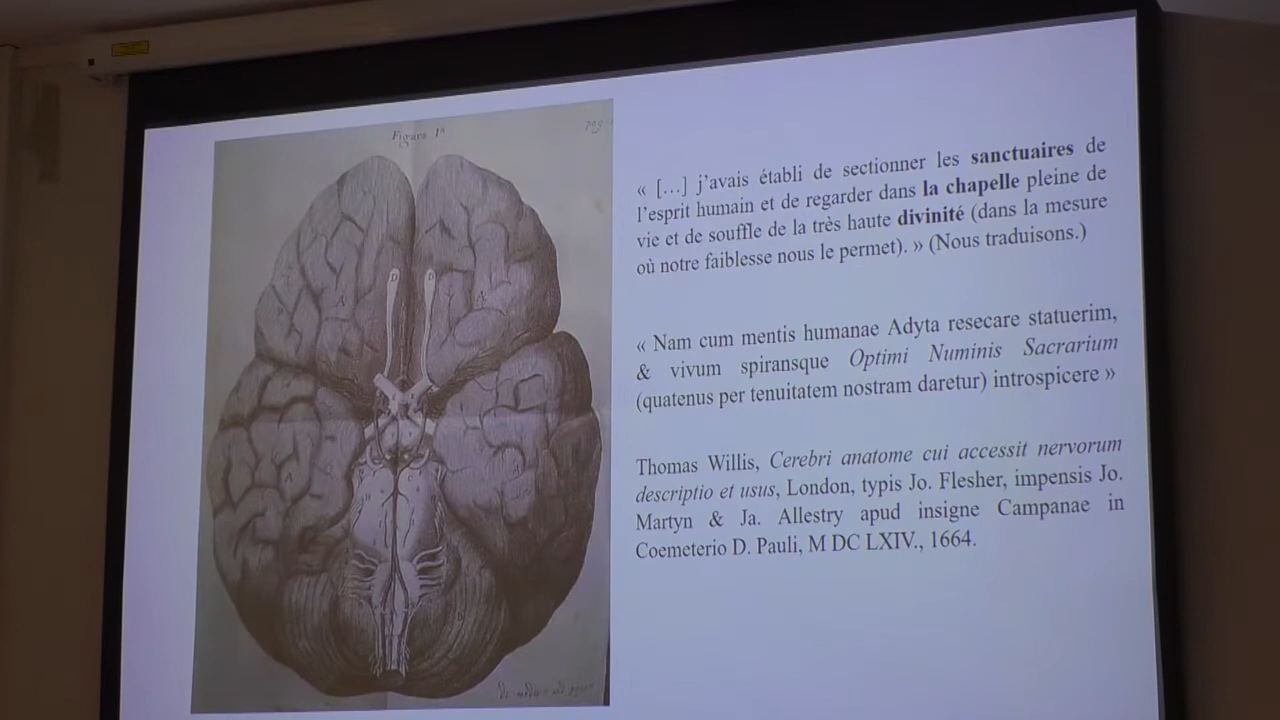 Figura 1ª
« […] j’avais établi de sectionner les sanctuaires de
l’esprit humain et de regarder dans la chapelle pleine de
vie et de souffle de la très haute divinité (dans la mesure
où notre faiblesse nous le permet). » (Nous traduisons.)
« Nam cum mentis humanae Adyta resecare statuerim,
& vivum spiransque Optimi Numinis Sacrarium
(quatenus per tenuitatem nostram daretur) introspicere »
Thomas Willis, Cerebri anatome cui accessit nervorum
descriptio et usus, London, typis Jo. Flesher, impensis Jo.
Martyn & Ja. Allestry apud insigne Campanae in
Coemeterio D. Pauli, M DC LXIV., 1664.